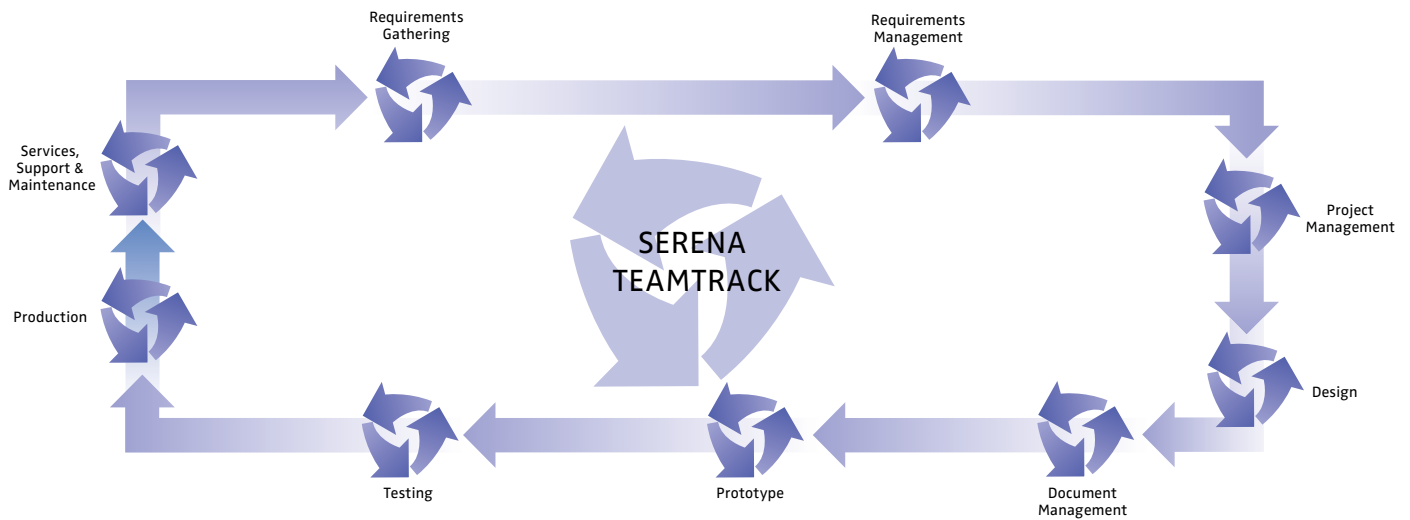 Requirements
Gathering
Requirements
Management
Services,
Support &
Maintenance
Project
Management
SERENA
TEAMTRACK
Production
Design
Testing
Prototype
Document
Management